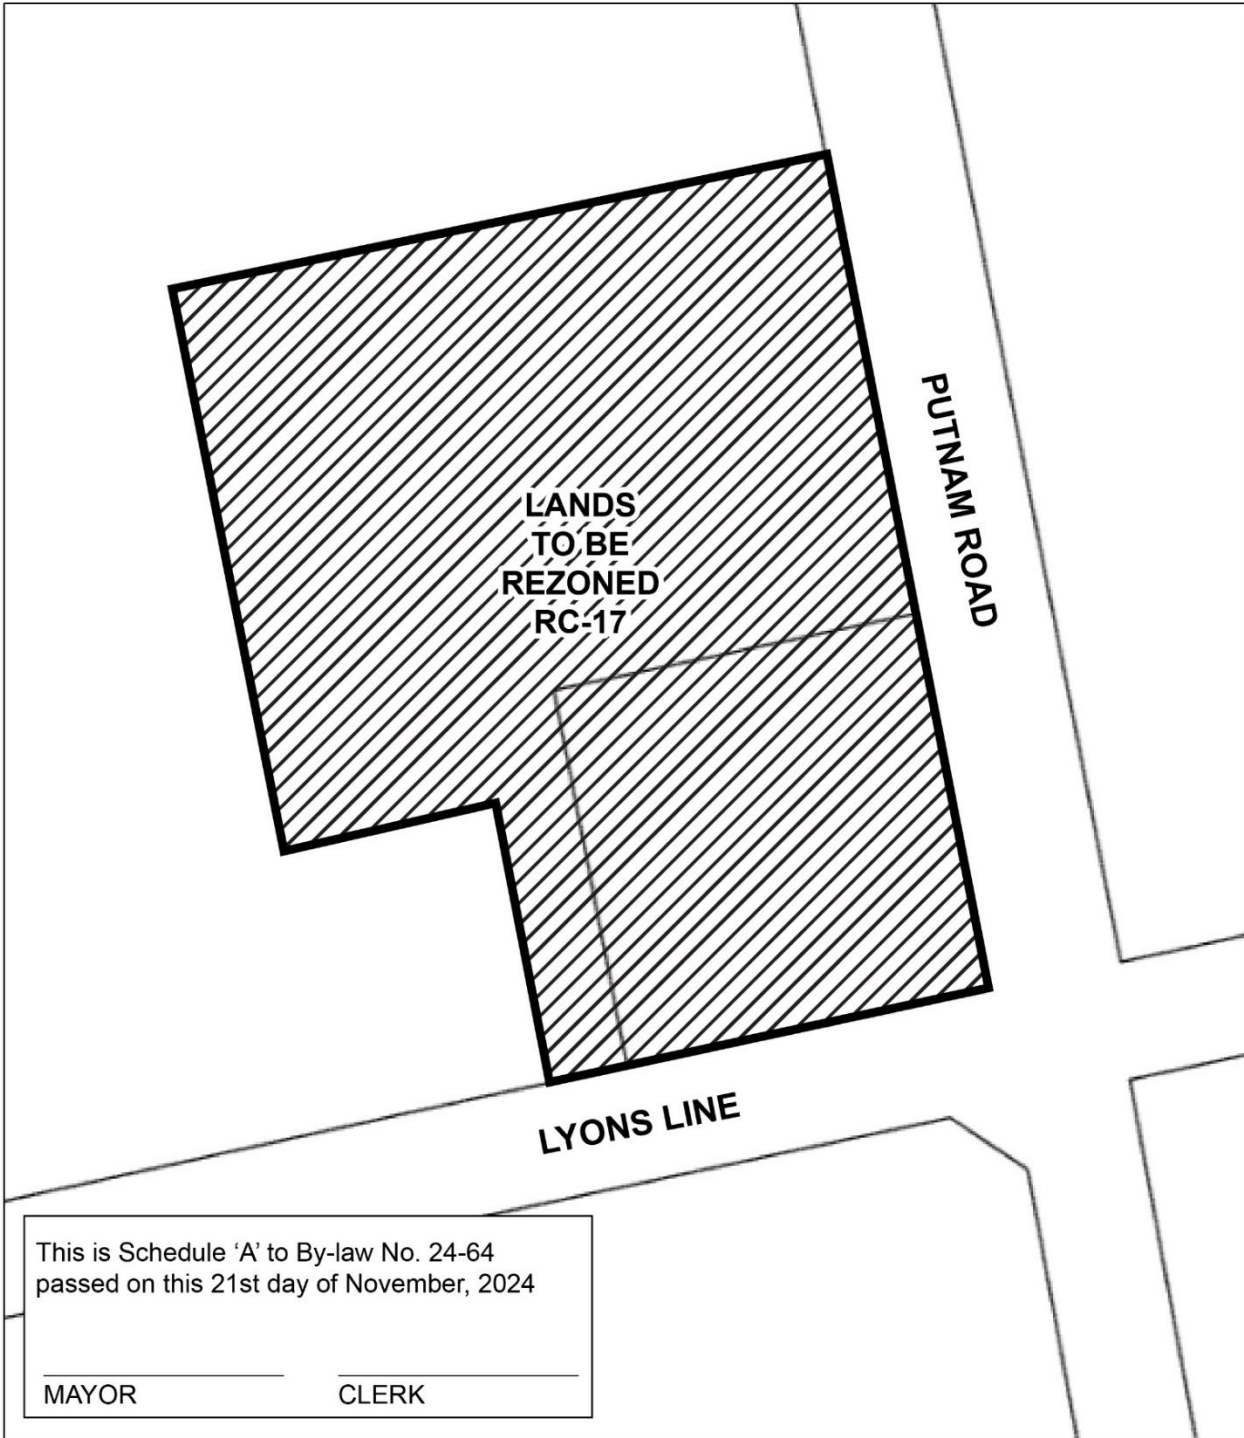 LANDS
TO BE
REZONED
RC-17
PUTNAM ROAD
LYONS LINE
This is Schedule ‘A’ to By-law No. 24-64
passed on this 21st day of November, 2024
MAYOR
CLERK